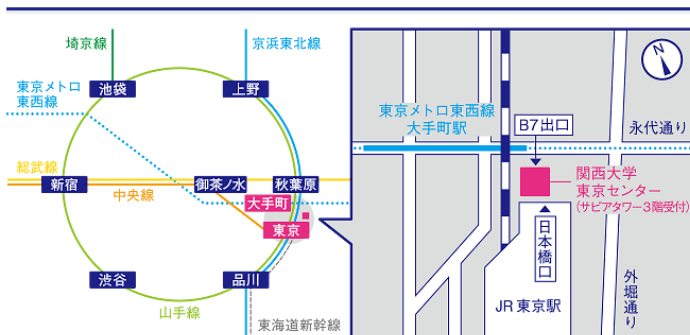 埼京線
京浜東北線
東京メトロ
東西線
池袋
上野
総武線
新宿
中央線
御茶ノ水
秋葉原
大手町
東京
渋谷
品川
山手線
東海道新幹線
N
東京メトロ東西線
大手町駅
B7出口
永代通り
関西大学
東京センター
(サピアタワー3階受付)
日本橋口
JR東京駅
外堀通り